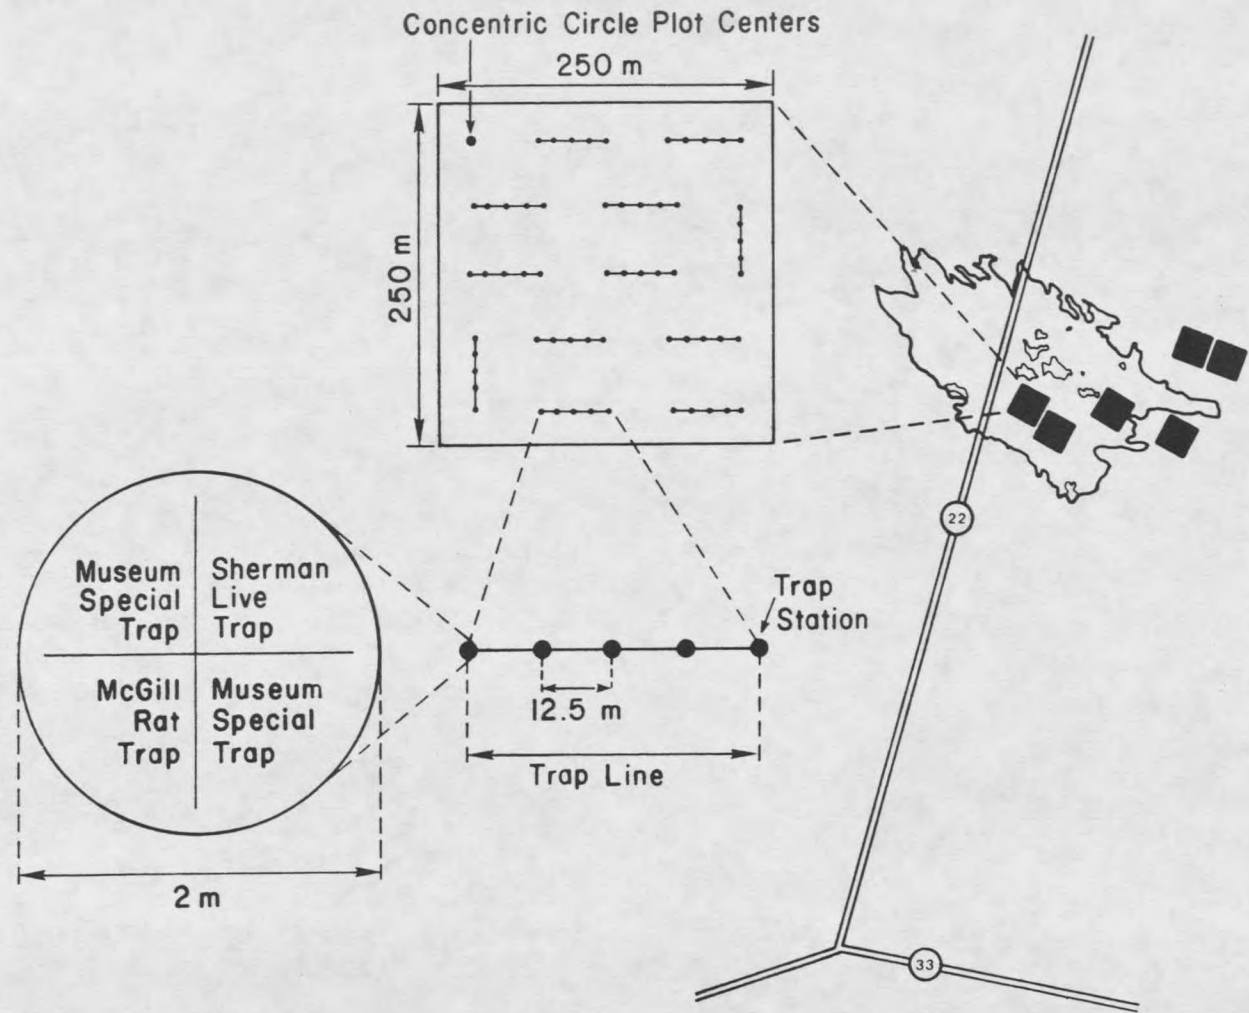 Concentric Circle Plot Centers
250 m
250 m
22
Museum
Special
Trap
Sherman
Live
Trap
McGill
Rat
Trap
Museum
Special
Trap
2 m
Trap
Station
12.5 m
Trap Line
33